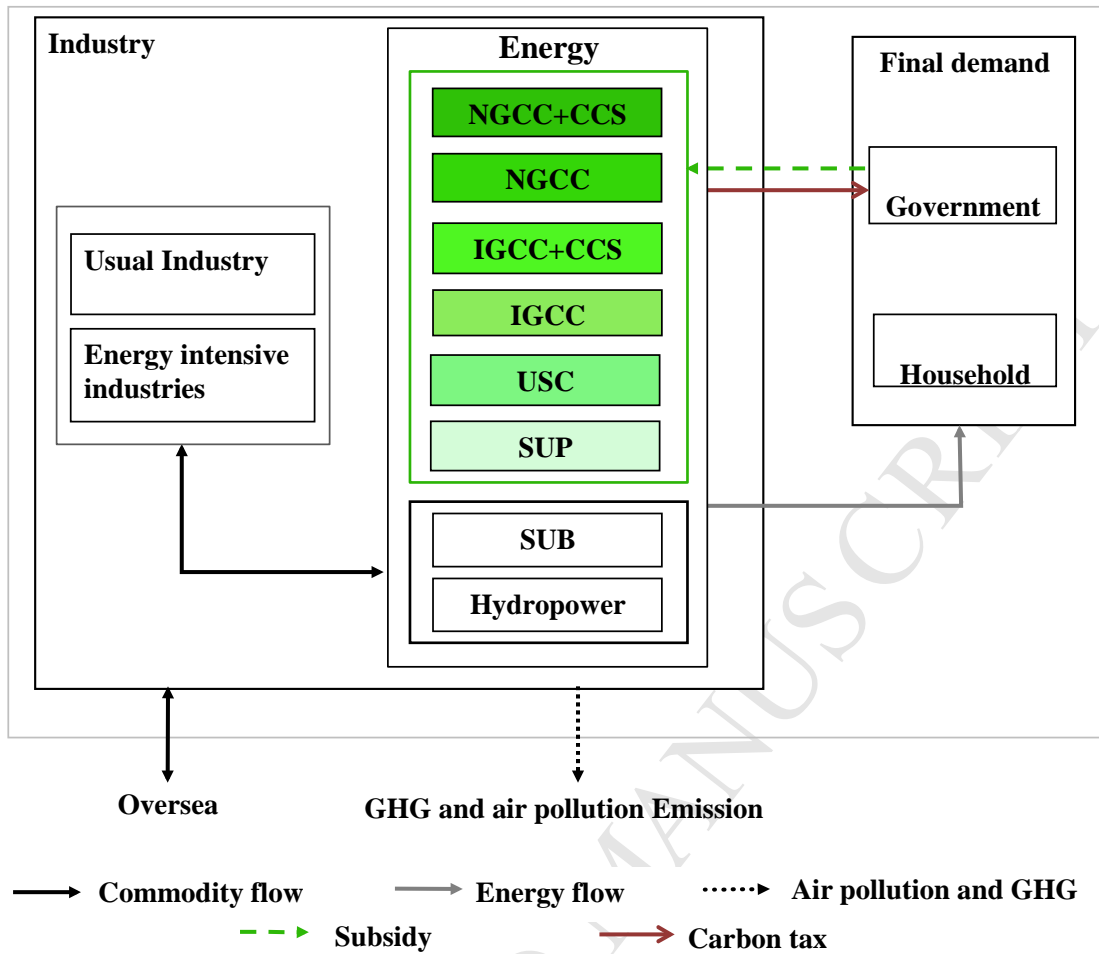 Industry
Energy
NGCC+CCS
NGCC
IGCC+CCS
IGCC
USC
SUP
SUB
Hydropower
Usual Industry
Energy intensive
industries
Final demand
Government
Household
Oversea
GHG and air pollution Emission
Commodity flow
Energy flow
Air pollution and GHG
Subsidy
Carbon tax
MANUSCRI